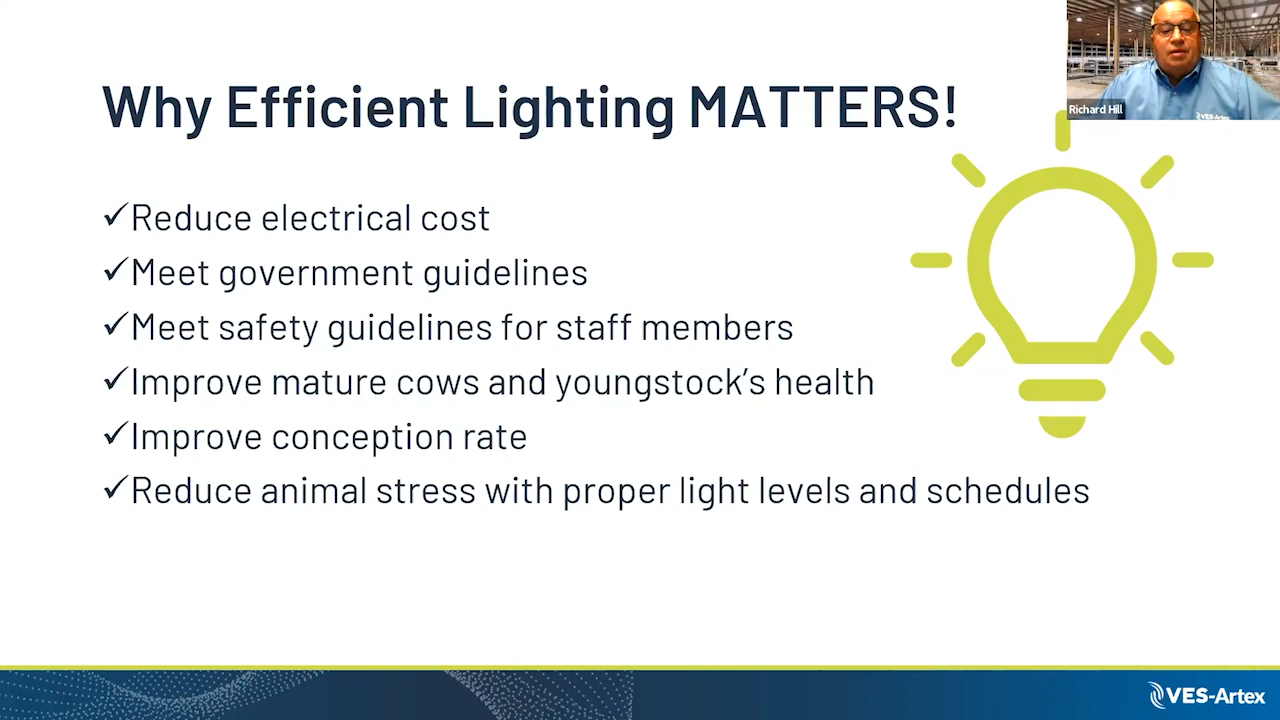 Why Efficient Lighting MATTERS!
Richard Hill
VES-Artex
✓Reduce electrical cost
✓Meet government guidelines
✓Meet safety guidelines for staff members
✓Improve mature cows and youngstock's health
✓Improve conception rate
✓Reduce animal stress with proper light levels and schedules
VES-Artex